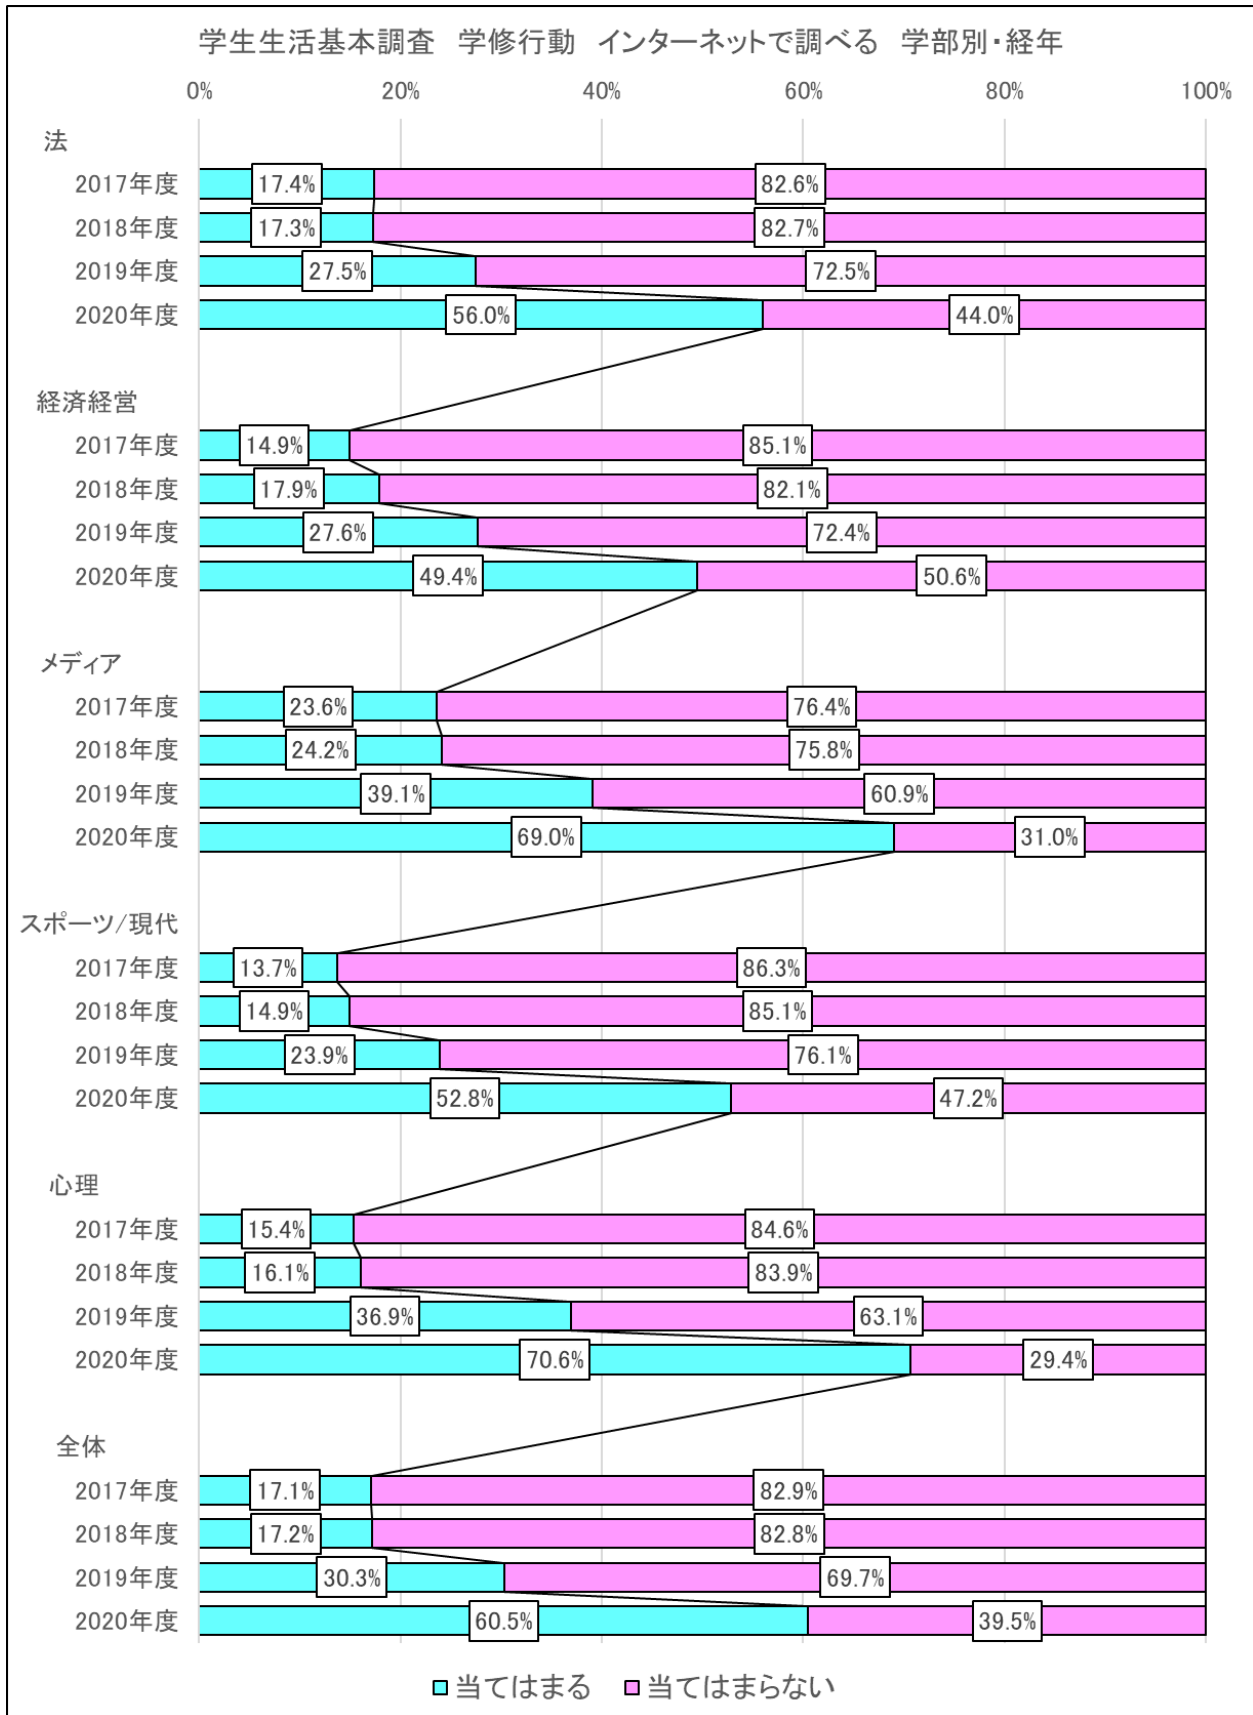 学生生活基本調査　学修行動　インターネットで調べる　学部別・経年
0% 20% 40% 60% 80% 100%
法
2017年度 17.4% 82.6%
2018年度 17.3% 82.7%
2019年度 27.5% 72.5%
2020年度 56.0% 44.0%
経済経営
2017年度 14.9% 85.1%
2018年度 17.9% 82.1%
2019年度 27.6% 72.4%
2020年度 49.4% 50.6%
メディア
2017年度 23.6% 76.4%
2018年度 24.2% 75.8%
2019年度 39.1% 60.9%
2020年度 69.0% 31.0%
スポーツ/現代
2017年度 13.7% 86.3%
2018年度 14.9% 85.1%
2019年度 23.9% 76.1%
2020年度 52.8% 47.2%
心理
2017年度 15.4% 84.6%
2018年度 16.1% 83.9%
2019年度 36.9% 63.1%
2020年度 70.6% 29.4%
全体
2017年度 17.1% 82.9%
2018年度 17.2% 82.8%
2019年度 30.3% 69.7%
2020年度 60.5% 39.5%
当てはまる 当てはまらない